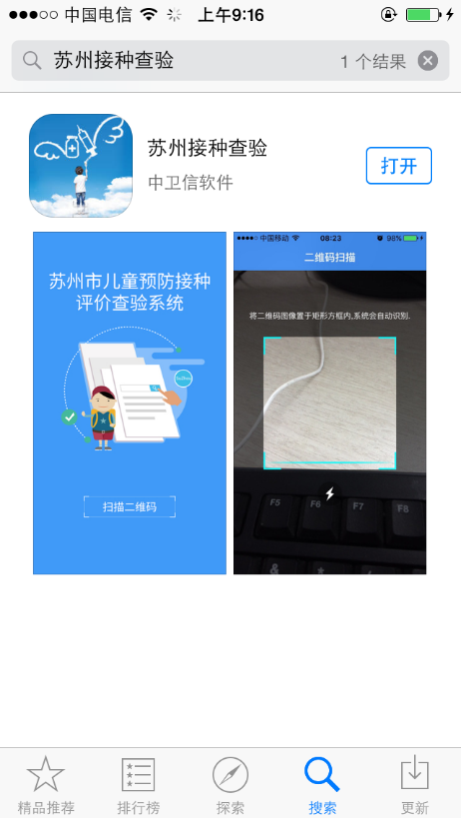 中国电信 上午9:16
苏州接种查验 1 个结果
苏州接种查验
中卫信软件
打开
苏州市儿童预防接种
评价查验系统
扫描二维码
中国移动 08:23 96%
二维码扫描
将二维码图像置于矩形方框内,系统会自动识别.
F5 F6 F7 F8
& *
精品推荐 排行榜 探索 搜索 更新